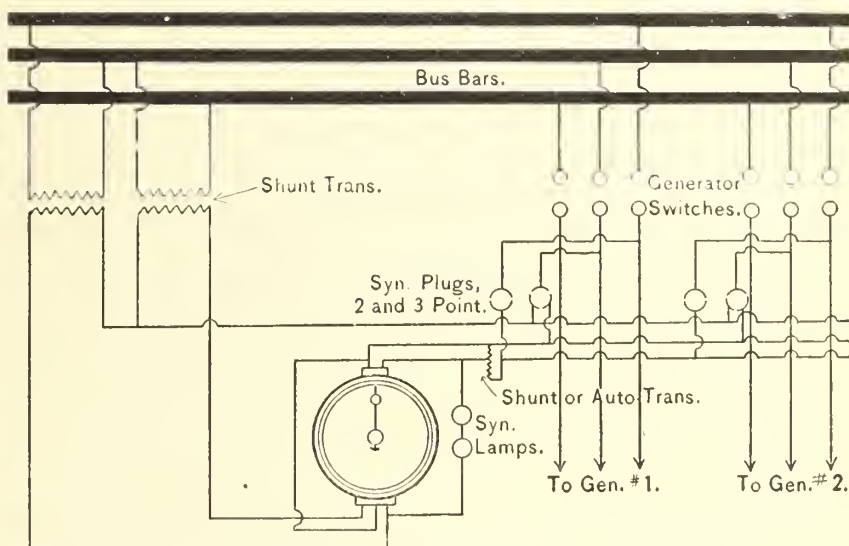 Bus Bars.
Shunt Trans.
Generator
Switches.
Syn. Plugs,
2 and 3 Point.
Shunt or Auto Trans.
Syn.
Lamps.
To Gen. #1.
To Gen. #2.